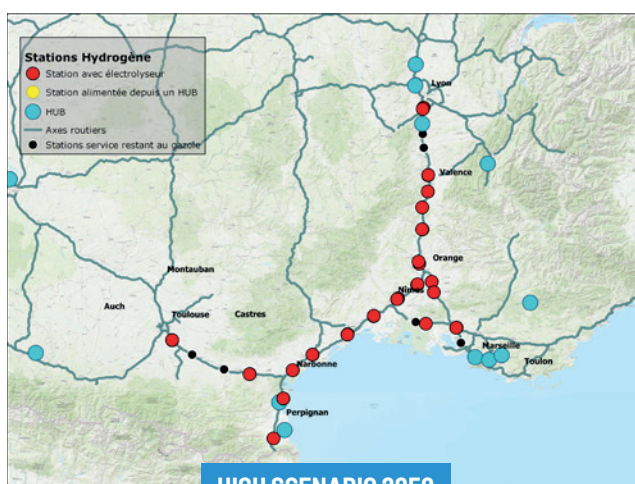 Stations Hydrogène
Station avec électrolyseur
Station alimentée depuis un HUB
HUB
Axes routiers
Stations service restant au gazole
Lyon
Valence
Orange
Montauban
Nîmes
Auch
Toulouse
Castres
Marseille
Toulon
Narbonne
Perpignan